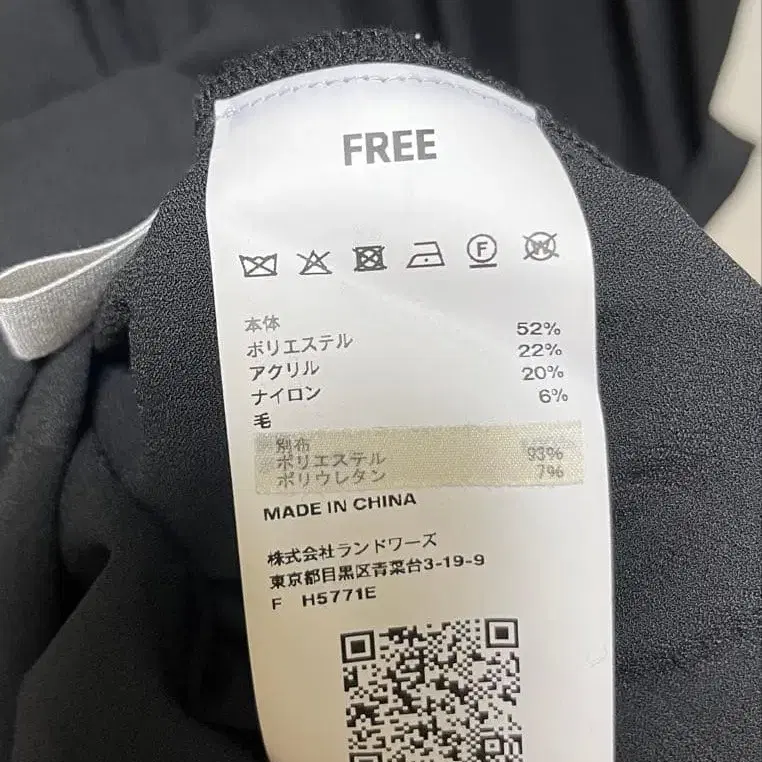 FREE
F W
本体
ポリエステル 52%
アクリル 22%
ナイロン 20%
毛 6%
別布
ポリエステル 93%
ポリウレタン 7%
MADE IN CHINA
株式会社ランドワーズ
東京都目黒区青葉台3-19-9
F H5771E